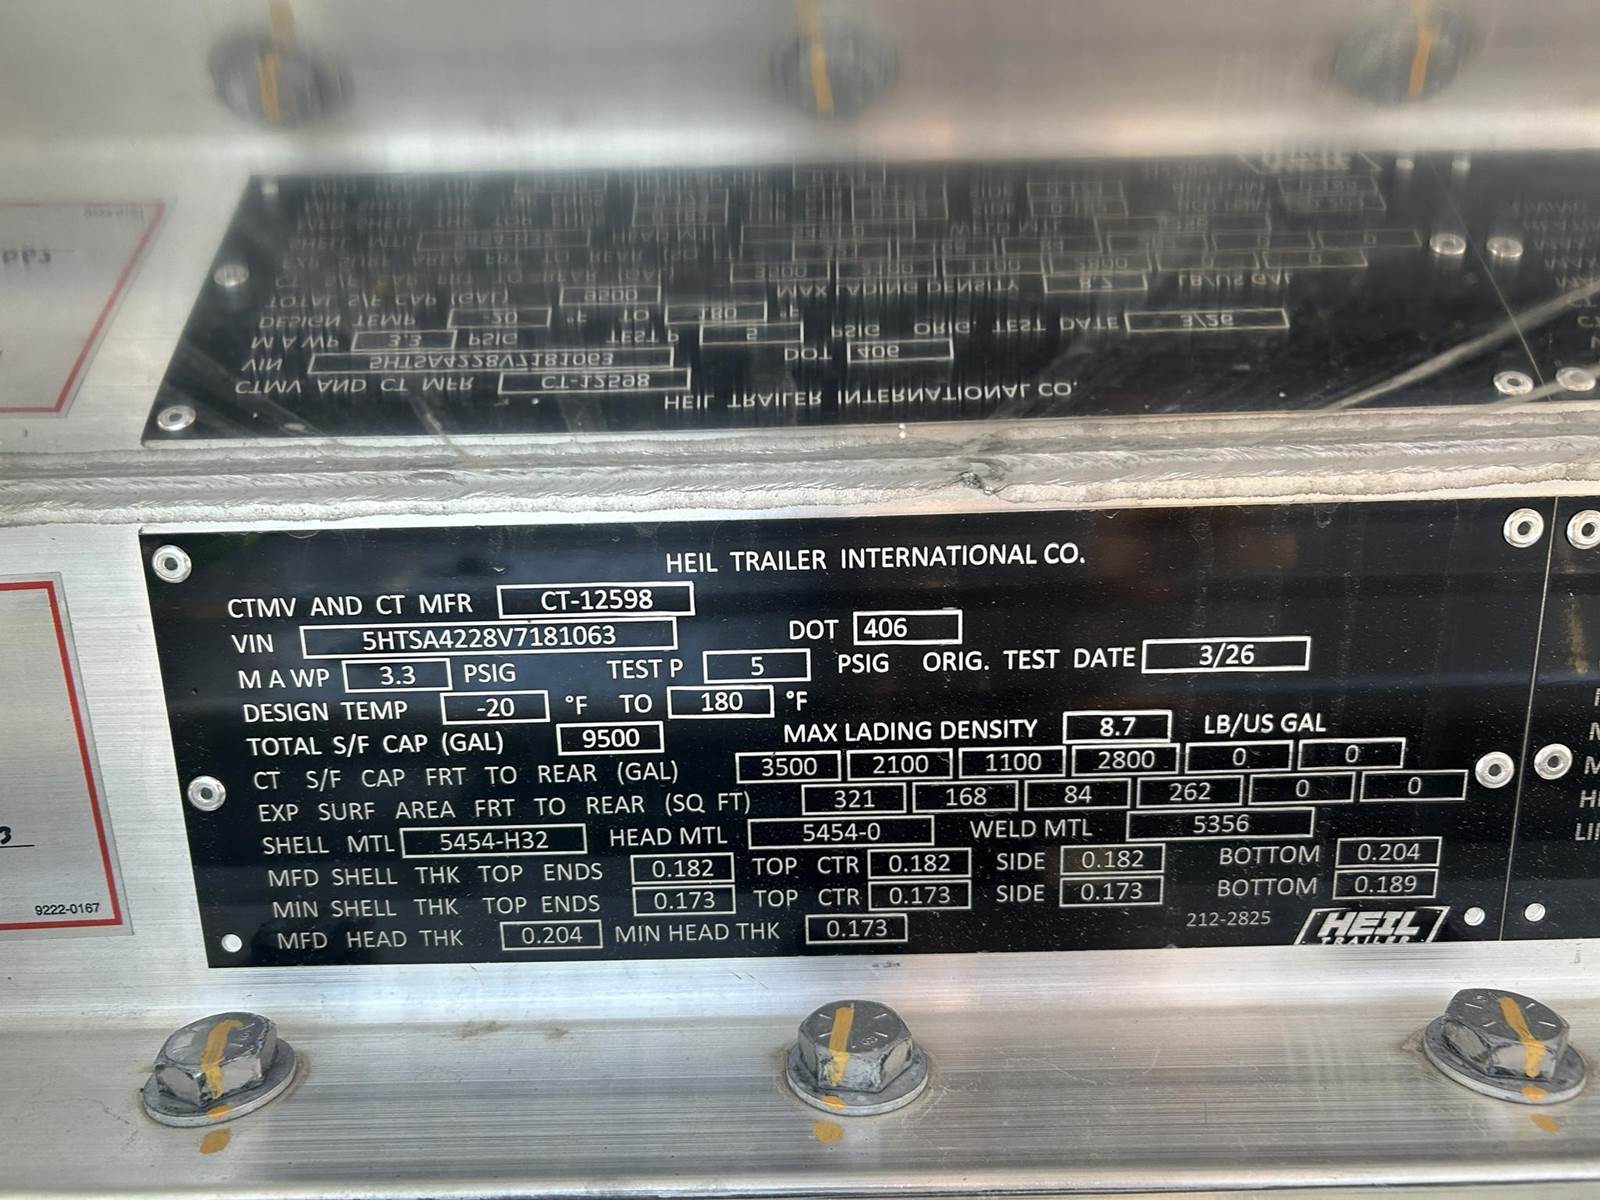 HEIL TRAILER INTERNATIONAL CO.
CTMV AND CT MFR CT-12598
VIN 5HTSA4228V7181063 DOT 406
M A W P 3.3 PSIG TEST P 5 PSIG ORIG. TEST DATE 3/26
DESIGN TEMP -20 °F TO 180 °F
TOTAL S/F CAP (GAL) 9500 MAX LADING DENSITY 8.7 LB/US GAL
CT S/F CAP FRT TO REAR (GAL) 3500 2100 1100 2800 0 0
EXP SURF AREA FRT TO REAR (SQ FT) 321 168 84 262 0 0
SHELL MTL 5454-H32 HEAD MTL 5454-0 WELD MTL 5356
MFD SHELL THK TOP ENDS 0.182 TOP CTR 0.182 SIDE 0.182 BOTTOM 0.204
MIN SHELL THK TOP ENDS 0.173 TOP CTR 0.173 SIDE 0.173 BOTTOM 0.189
MFD HEAD THK 0.204 MIN HEAD THK 0.173 212-2825 HEIL
TRAILER
9222-0167